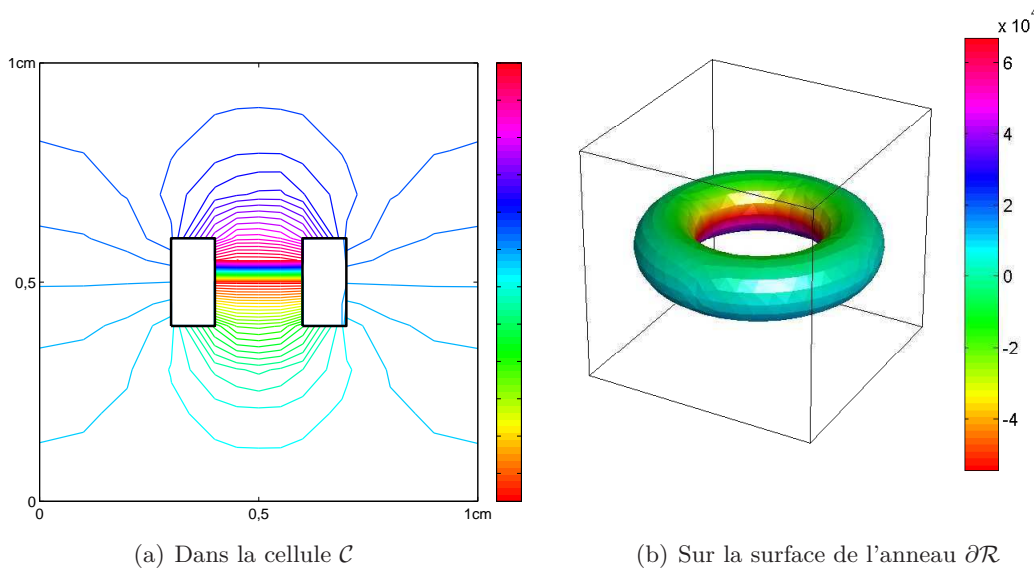 1cm
0,5
0
0
0,5
1cm
x 10^4
6
4
2
0
-2
-4
(a) Dans la cellule 𝒞
(b) Sur la surface de l'anneau ∂ℛ